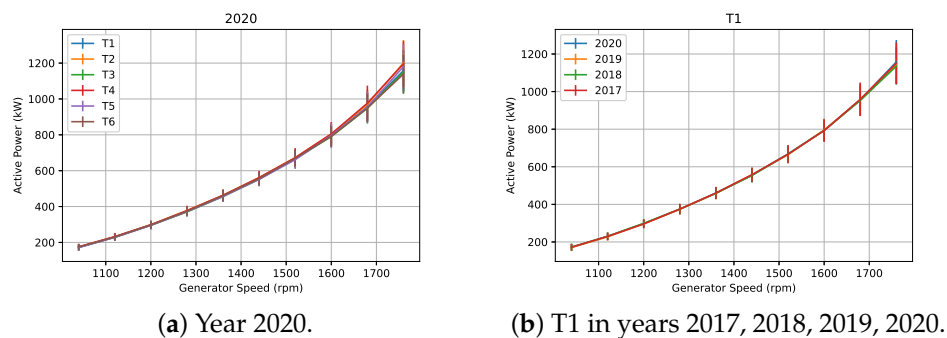 2020
T1
T2
T3
T4
T5
T6
1200
1000
800
600
400
200
Active Power (kW)
1100 1200 1300 1400 1500 1600 1700
Generator Speed (rpm)
(a) Year 2020.
T1
2020
2019
2018
2017
1200
1000
800
600
400
200
Active Power (kW)
1100 1200 1300 1400 1500 1600 1700
Generator Speed (rpm)
(b) T1 in years 2017, 2018, 2019, 2020.